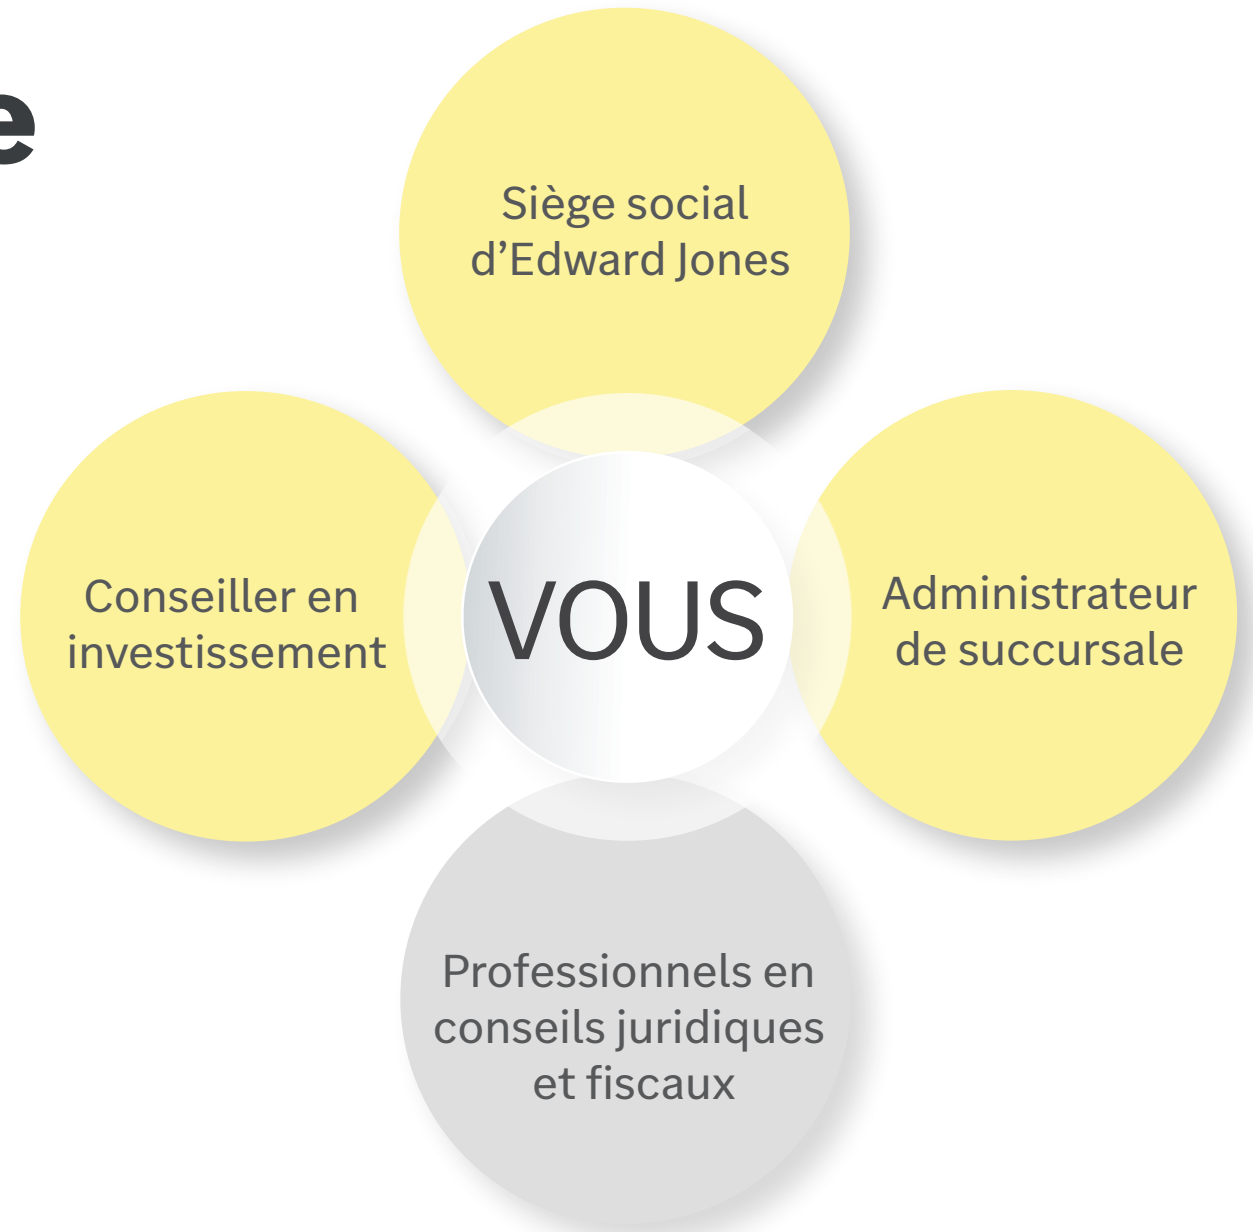 e
Siège social
d’Edward Jones
Conseiller en
investissement
VOUS
Administrateur
de succursale
Professionnels en
conseils juridiques
et fiscaux